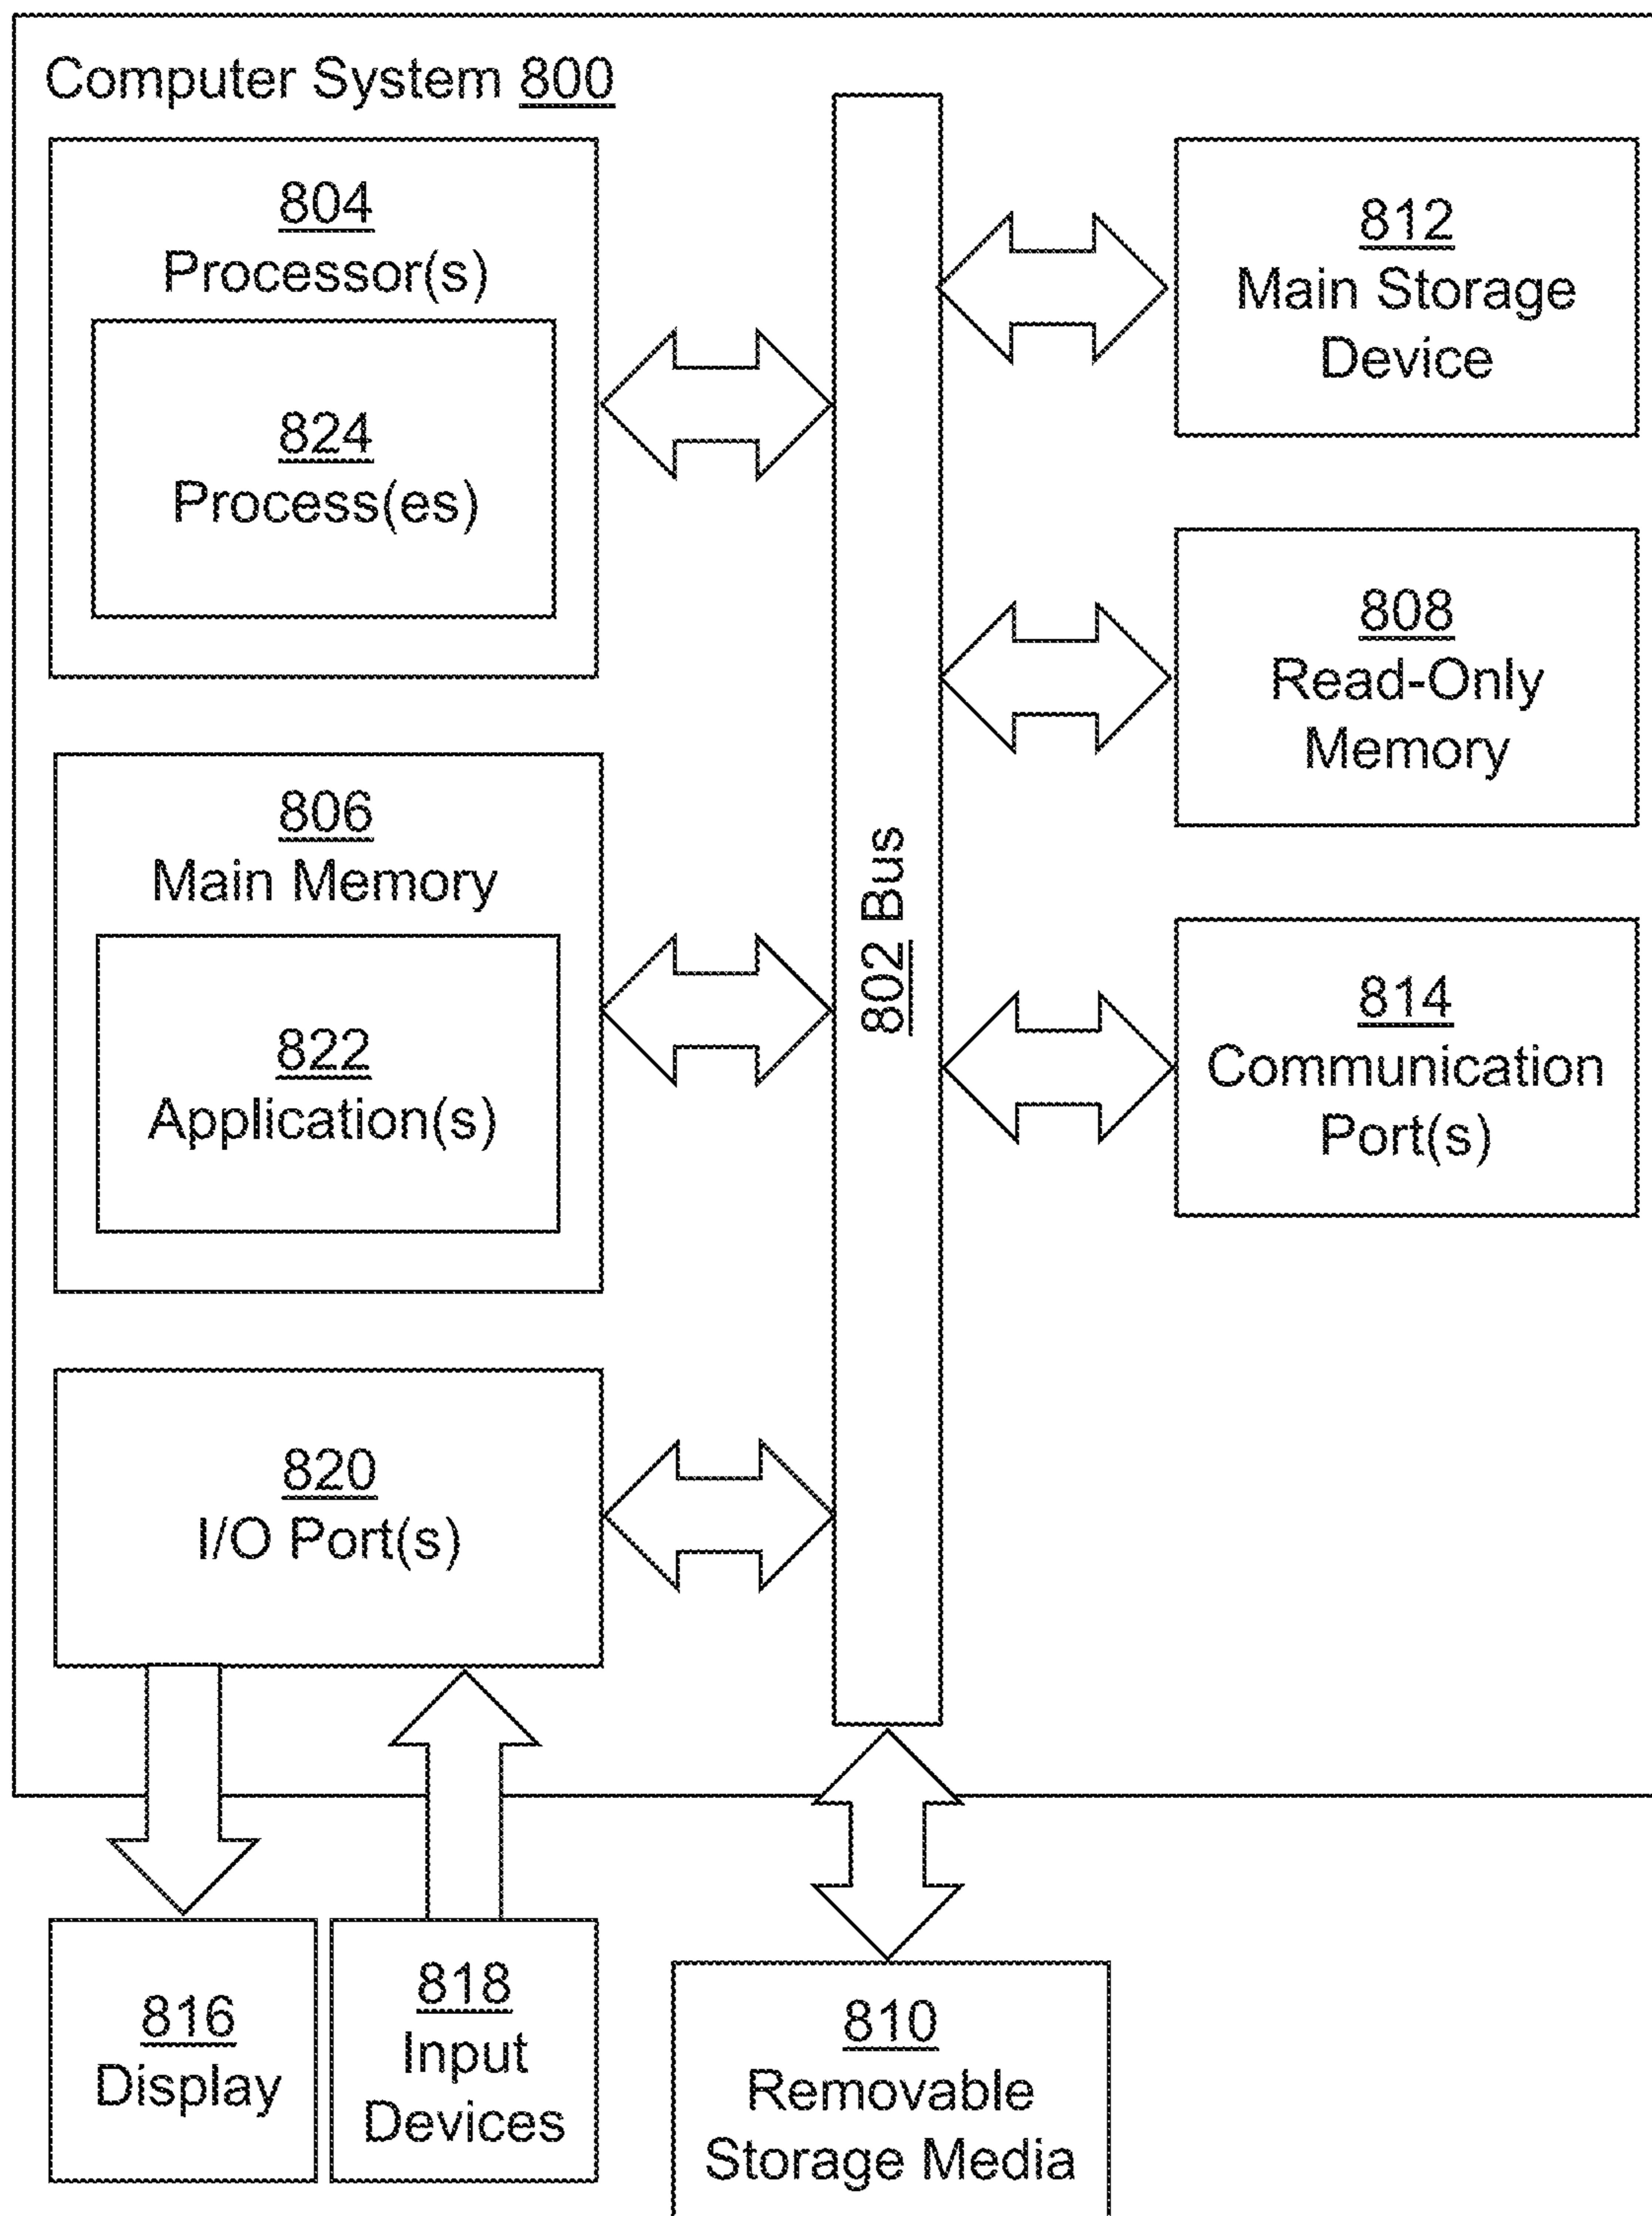 Computer System 800
804
Processor(s)
824
Process(es)
806
Main Memory
822
Application(s)
820
I/O Port(s)
802 Bus
812
Main Storage
Device
808
Read-Only
Memory
814
Communication
Port(s)
816
Display
818
Input
Devices
810
Removable
Storage Media